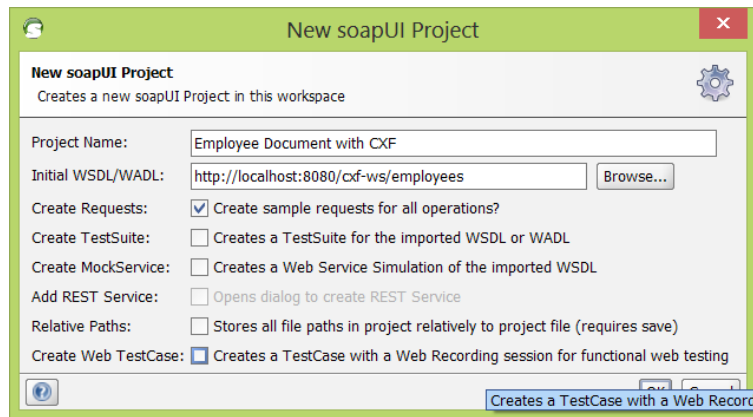 New soapUI Project
New soapUI Project
Creates a new soapUI Project in this workspace
Project Name: Employee Document with CXF
Initial WSDL/WADL: http://localhost:8080/cxf-ws/employees Browse...
Create Requests: Create sample requests for all operations?
Create TestSuite: Creates a TestSuite for the imported WSDL or WADL
Create MockService: Creates a Web Service Simulation of the imported WSDL
Add REST Service: Opens dialog to create REST Service
Relative Paths: Stores all file paths in project relatively to project file (requires save)
Create Web TestCase: Creates a TestCase with a Web Recording session for functional web testing
Creates a TestCase with a Web Recor